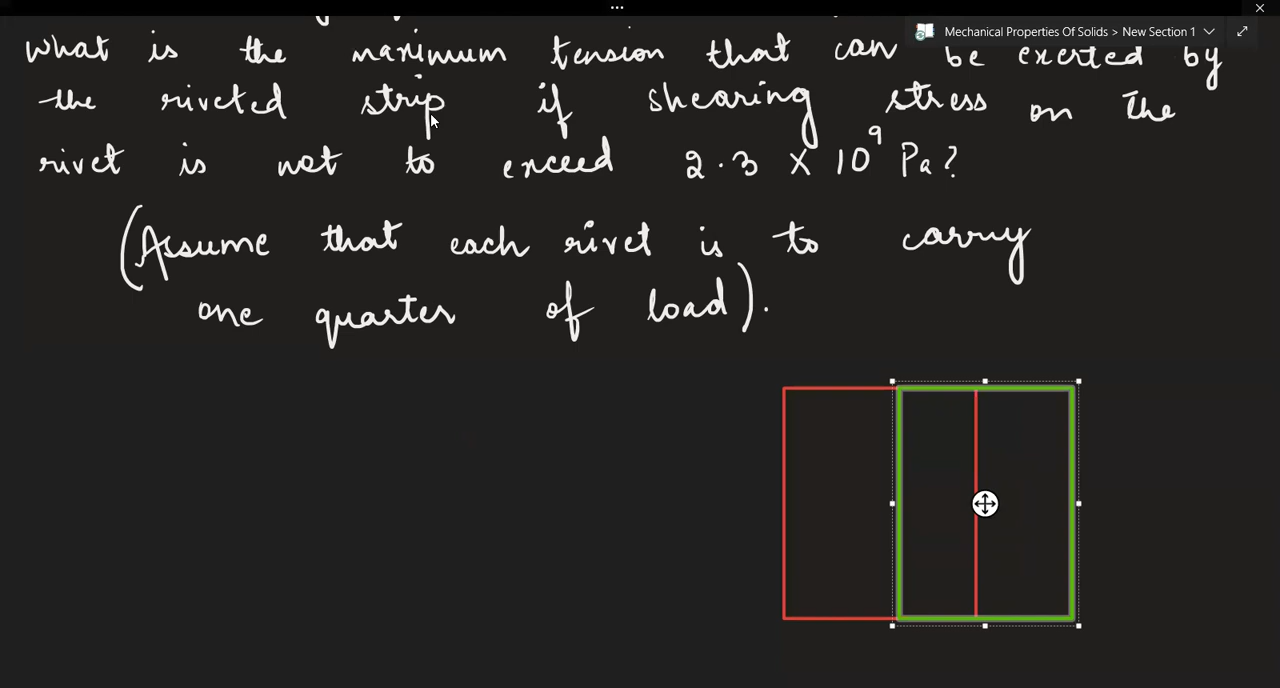 Mechanical Properties Of Solids > New Section 1
what is the maximum tension that can be exerted by
the riveted strip if shearing stress on the
rivet is not to exceed 2.3 × 10⁹ Pa?
(Assume that each rivet is to carry
one quarter of load).